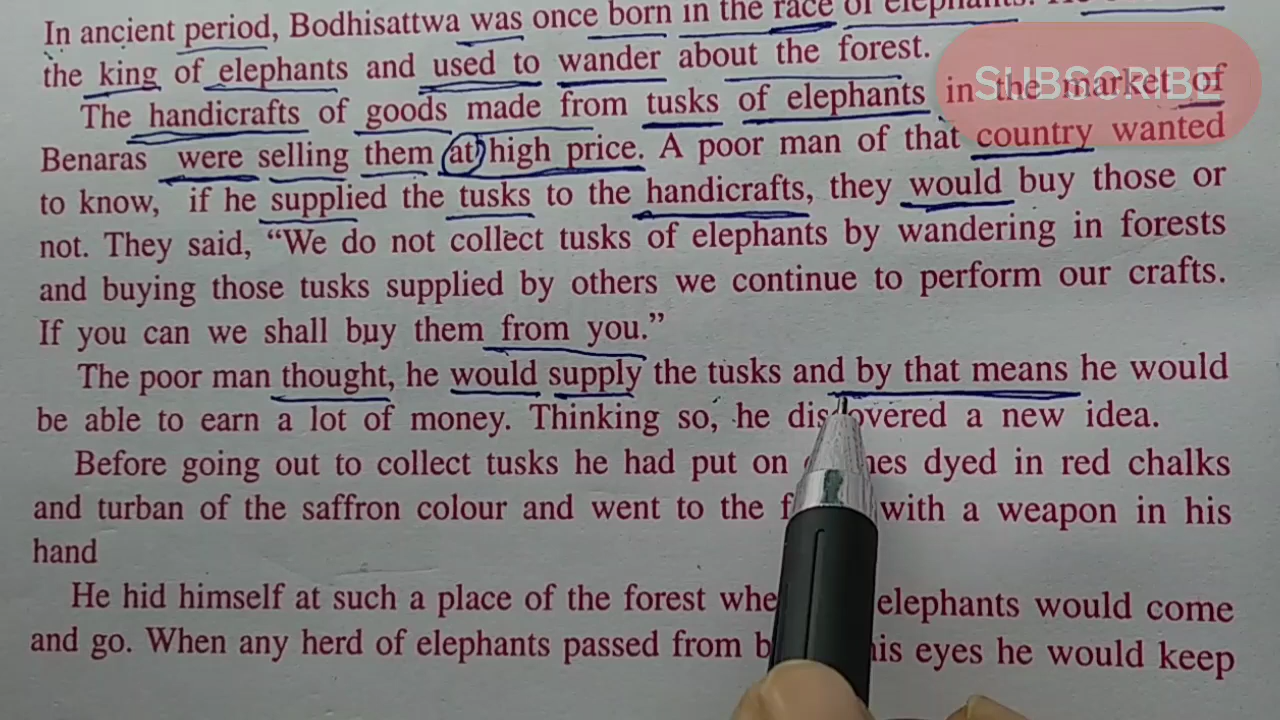 In ancient period, Bodhisattwa was once born in the race of elephants.
the king of elephants and used to wander about the forest.
SUBSCRIBE
The handicrafts of goods made from tusks of elephants in the market of
Benaras were selling them at high price. A poor man of that country wanted
to know, if he supplied the tusks to the handicrafts, they would buy those or
not. They said, “We do not collect tusks of elephants by wandering in forests
and buying those tusks supplied by others we continue to perform our crafts.
If you can we shall buy them from you.”
The poor man thought, he would supply the tusks and by that means he would
be able to earn a lot of money. Thinking so, he discovered a new idea.
Before going out to collect tusks he had put on dyed in red chalks
and turban of the saffron colour and went to the with a weapon in his
hand
He hid himself at such a place of the forest elephants would come
and go. When any herd of elephants passed from eyes he would keep